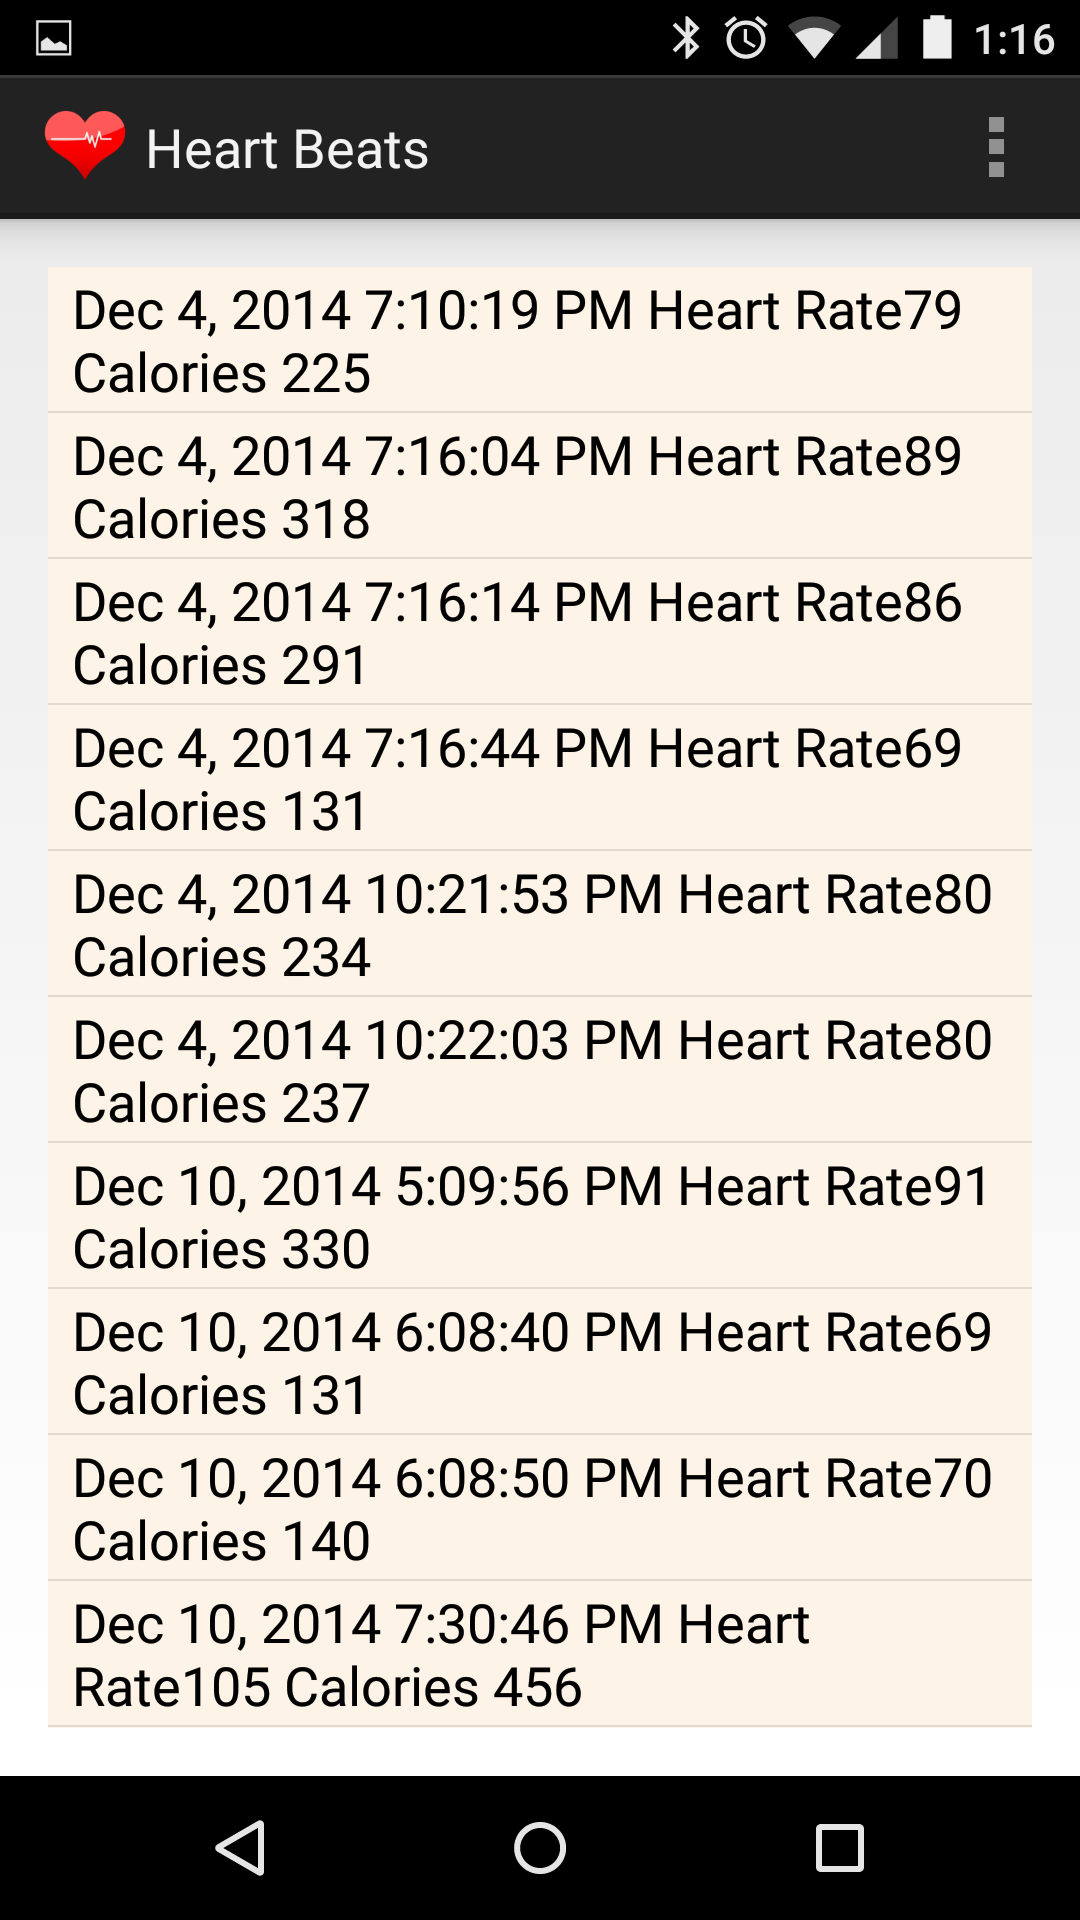 1:16
Heart Beats
Dec 4, 2014 7:10:19 PM Heart Rate79
Calories 225
Dec 4, 2014 7:16:04 PM Heart Rate89
Calories 318
Dec 4, 2014 7:16:14 PM Heart Rate86
Calories 291
Dec 4, 2014 7:16:44 PM Heart Rate69
Calories 131
Dec 4, 2014 10:21:53 PM Heart Rate80
Calories 234
Dec 4, 2014 10:22:03 PM Heart Rate80
Calories 237
Dec 10, 2014 5:09:56 PM Heart Rate91
Calories 330
Dec 10, 2014 6:08:40 PM Heart Rate69
Calories 131
Dec 10, 2014 6:08:50 PM Heart Rate70
Calories 140
Dec 10, 2014 7:30:46 PM Heart
Rate105 Calories 456